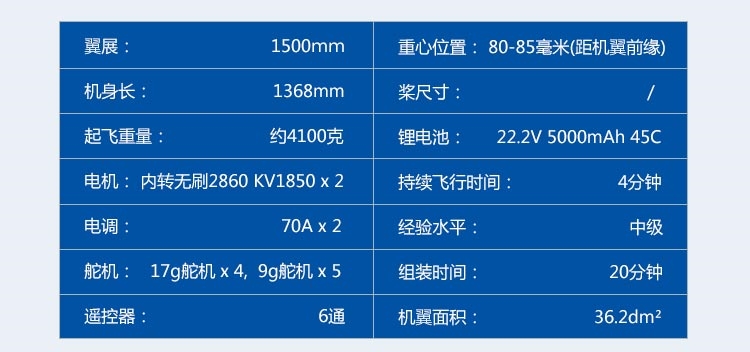 翼展： 1500mm 重心位置： 80-85毫米(距机翼前缘)
机身长： 1368mm 桨尺寸： /
起飞重量： 约4100克 锂电池： 22.2V 5000mAh 45C
电机： 内转无刷2860 KV1850 x 2 持续飞行时间： 4分钟
电调： 70A x 2 经验水平： 中级
舵机： 17g舵机 x 4, 9g舵机 x 5 组装时间： 20分钟
遥控器： 6通 机翼面积： 36.2dm²